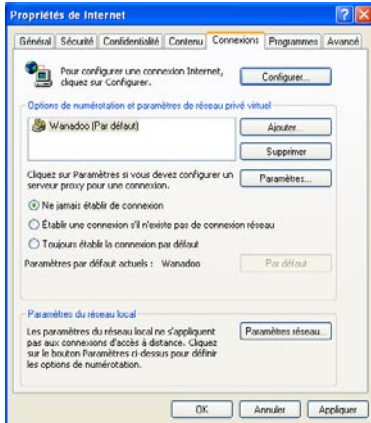 Propriétés de Internet
Général Sécurité Confidentialité Contenu Connexions Programmes Avancé
Pour configurer une connexion Internet,
cliquez sur Configurer.
Configurer...
Options de numérotation et paramètres de réseau privé virtuel
Wanadoo (Par défaut)
Ajouter...
Supprimer
Cliquez sur Paramètres si vous devez configurer un
serveur proxy pour une connexion.
Paramètres...
Ne jamais établir de connexion
Établir une connexion s'il n'existe pas de connexion réseau
Toujours établir la connexion par défaut
Paramètres par défaut actuels : Wanadoo
Par défaut
Paramètres du réseau local
Les paramètres du réseau local ne s'appliquent
pas aux connexions d'accès à distance. Cliquez
sur le bouton Paramètres ci-dessus pour définir
les options de numérotation.
Paramètres réseau...
OK Annuler Appliquer